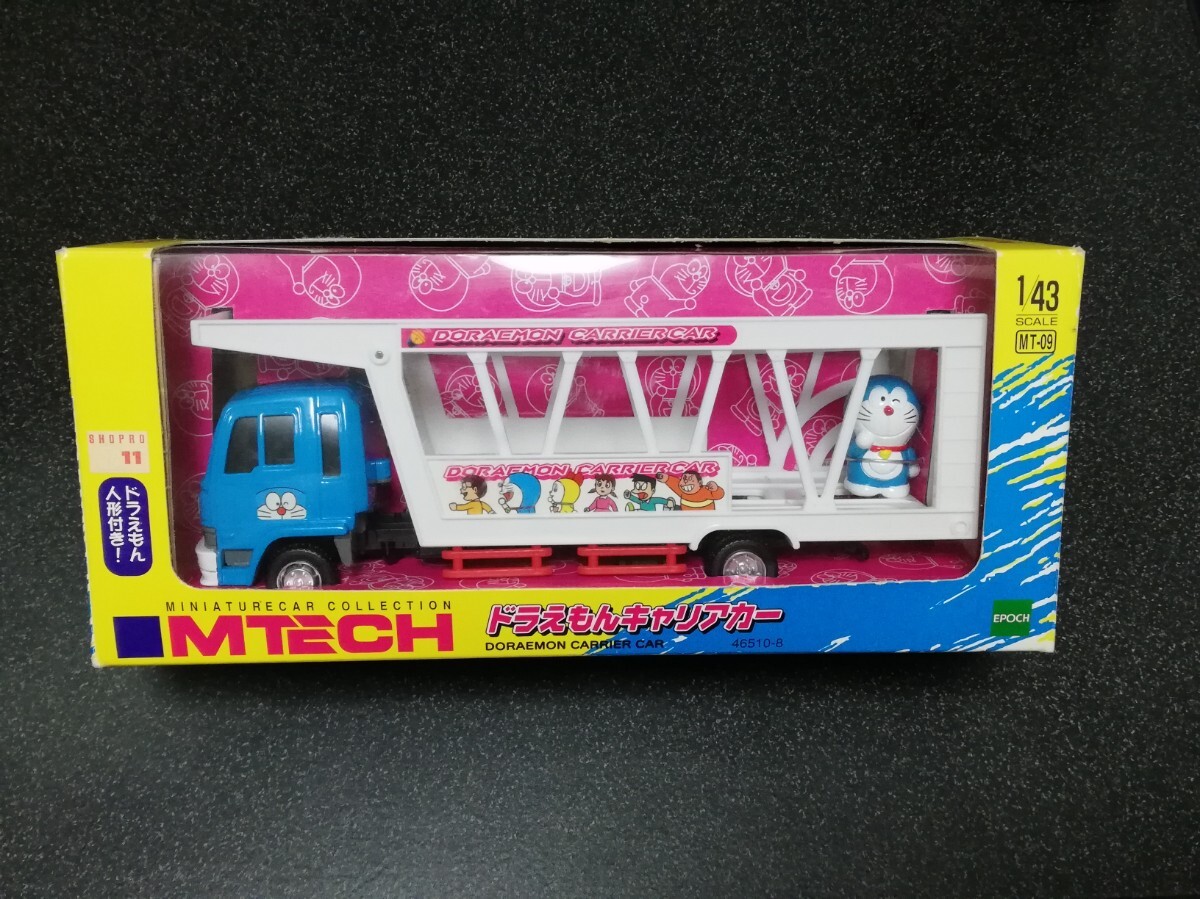 1/43
SCALE
MT-09
DORAEMON CARRIER CAR
DORAEMON CARRIER CAR
SHOPRO
11
ドラえもん
人形付き!
MINIATURECAR COLLECTION
MTECH
ドラえもんキャリアカー
DORAEMON CARRIER CAR
46510-8
EPOCH